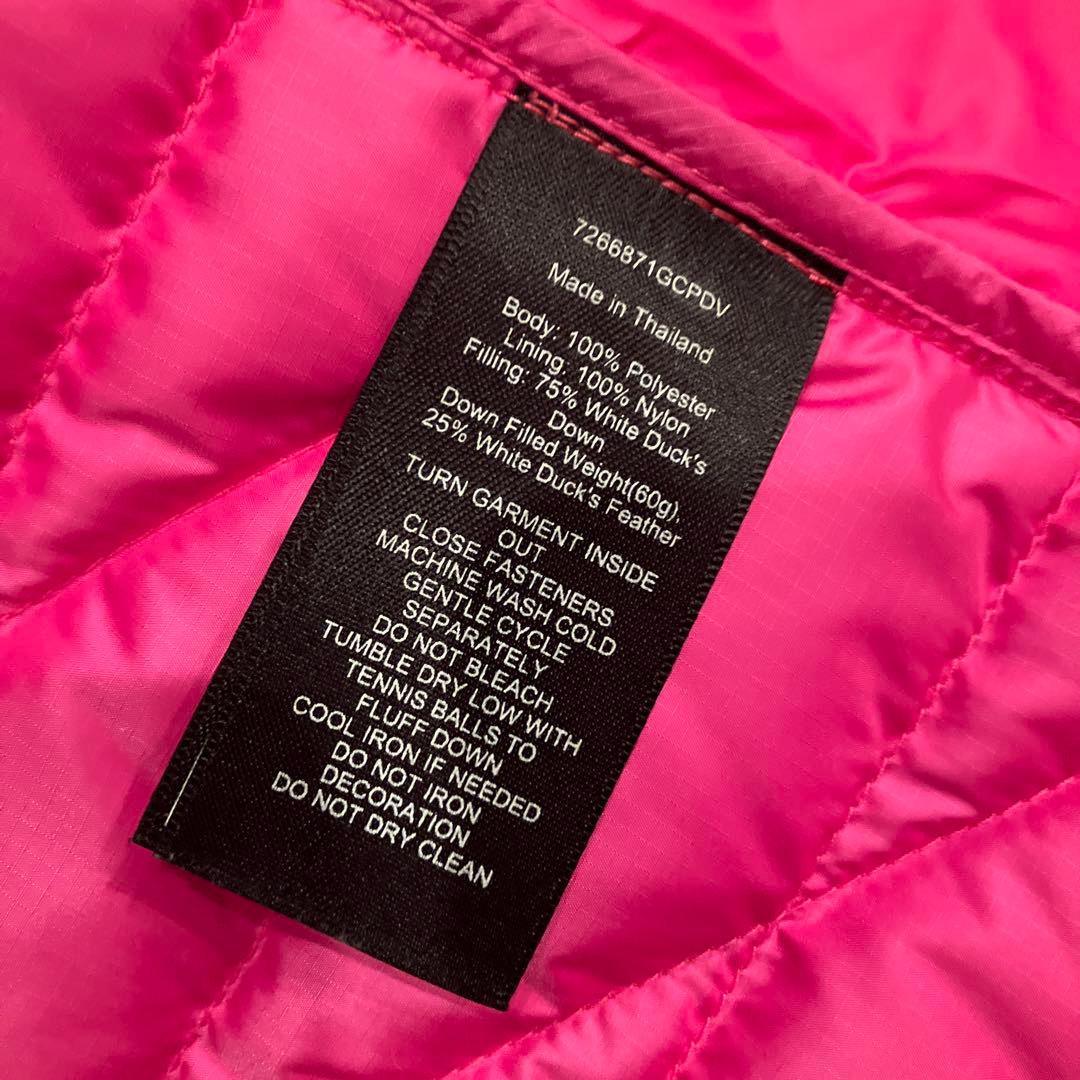 7266871GCPDV
Made in Thailand
Body: 100% Polyester
Lining: 100% Nylon
Filling: 75% White Duck's
Down
Down Filled Weight(60g),
25% White Duck's Feather
TURN GARMENT INSIDE
OUT
CLOSE FASTENERS
MACHINE WASH COLD
GENTLE CYCLE
SEPARATELY
DO NOT BLEACH
TUMBLE DRY LOW WITH
TENNIS BALLS TO
FLUFF DOWN
COOL IRON IF NEEDED
DO NOT IRON
DECORATION
DO NOT DRY CLEAN